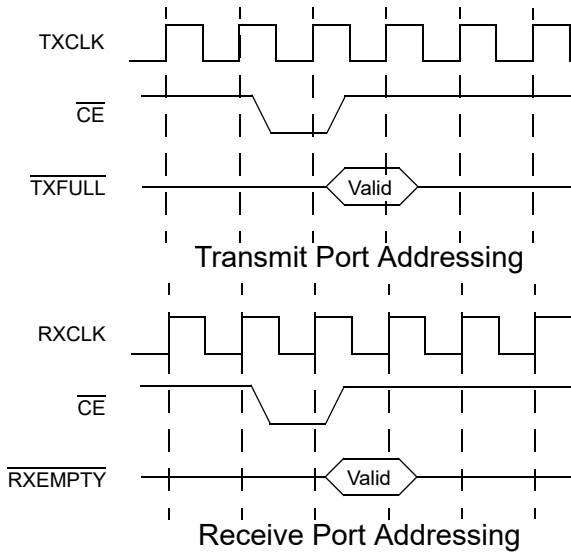 TXCLK
CE
TXFULL
Valid
Transmit Port Addressing
RXCLK
CE
RXEMPTY
Valid
Receive Port Addressing